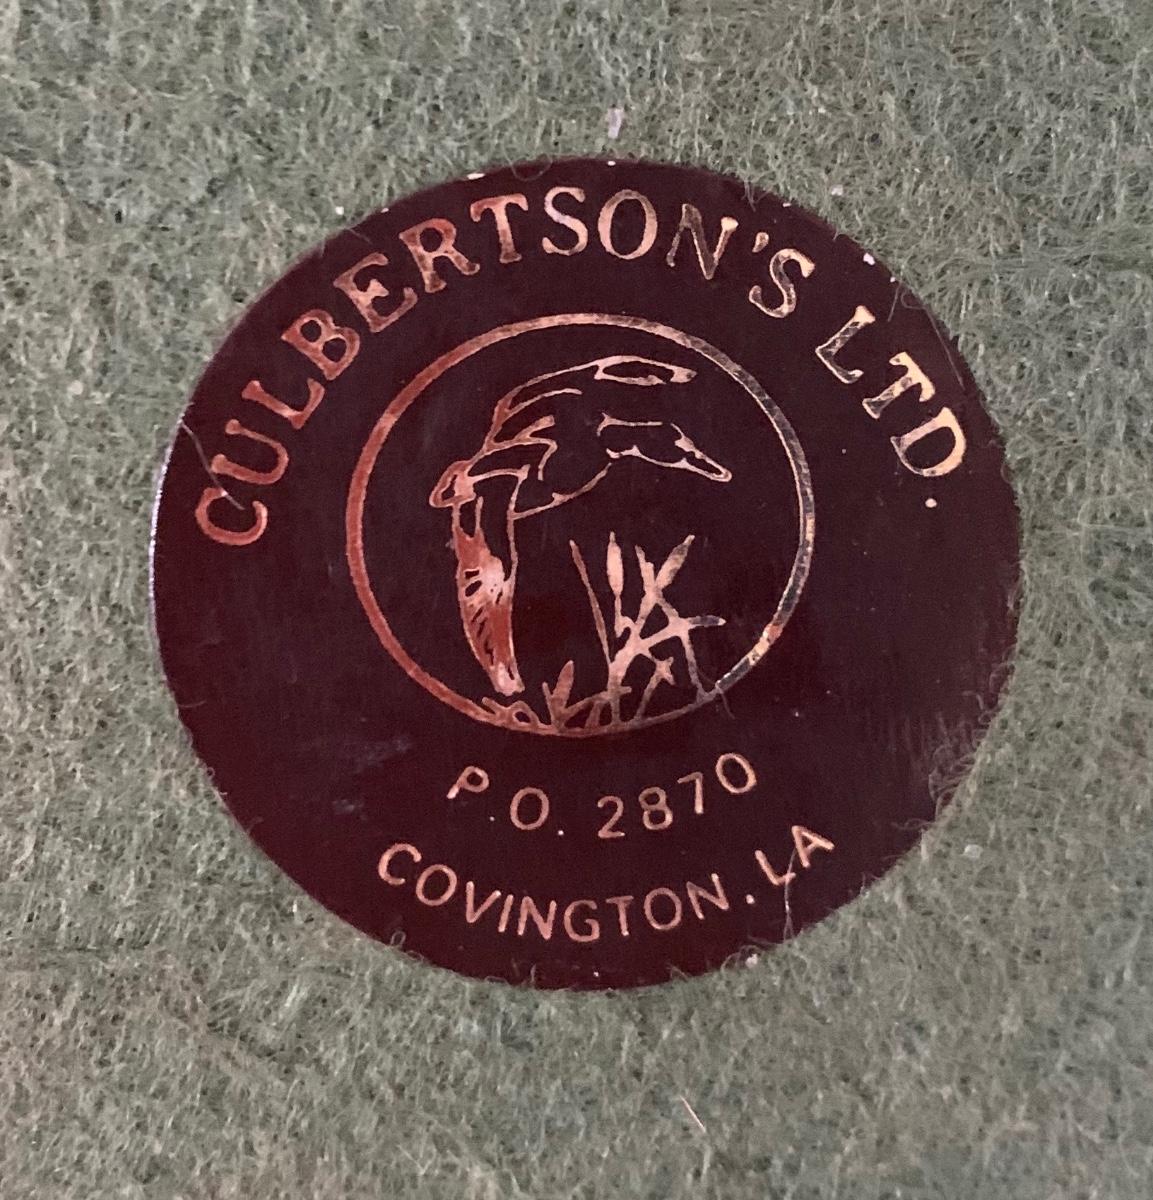 CULBERTSON'S LTD.
P.O. 2870
COVINGTON. LA